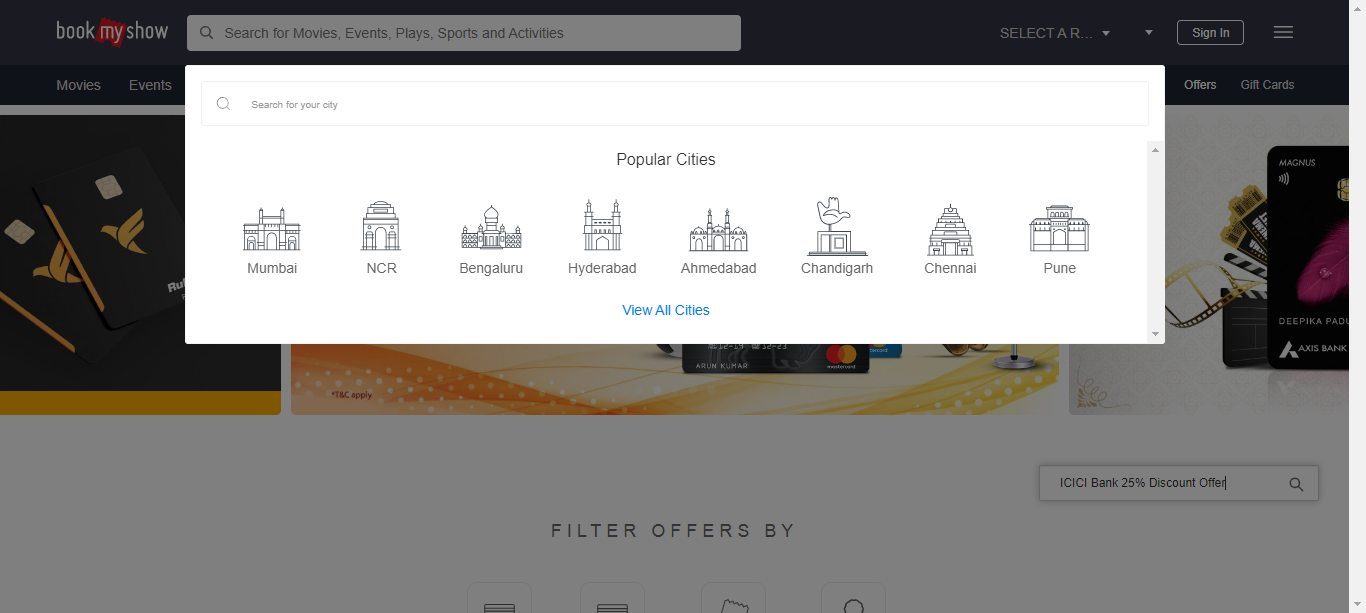 book my show
Search for Movies, Events, Plays, Sports and Activities
SELECT A R...
Sign In
Movies
Events
Offers
Gift Cards
Search for your city
Popular Cities
Mumbai
NCR
Bengaluru
Hyderabad
Ahmedabad
Chandigarh
Chennai
Pune
View All Cities
MAGNUS
DEEPIKA PADU
AXIS BANK
ARUN KUMAR
mastercard
*T&C apply
ICICI Bank 25% Discount Offer
FILTER OFFERS BY